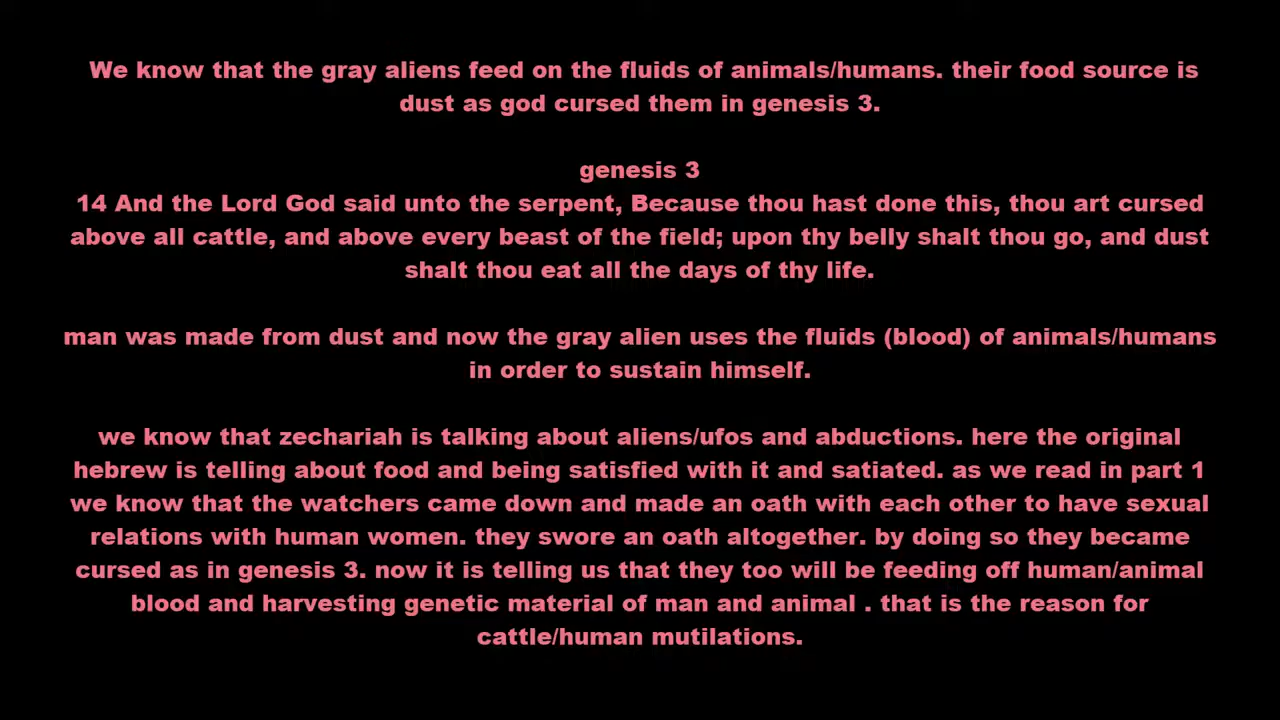 We know that the gray aliens feed on the fluids of animals/humans. their food source is
dust as god cursed them in genesis 3.
genesis 3
14 And the Lord God said unto the serpent, Because thou hast done this, thou art cursed
above all cattle, and above every beast of the field; upon thy belly shalt thou go, and dust
shalt thou eat all the days of thy life.
man was made from dust and now the gray alien uses the fluids (blood) of animals/humans
in order to sustain himself.
we know that zechariah is talking about aliens/ufos and abductions. here the original
hebrew is telling about food and being satisfied with it and satiated. as we read in part 1
we know that the watchers came down and made an oath with each other to have sexual
relations with human women. they swore an oath altogether. by doing so they became
cursed as in genesis 3. now it is telling us that they too will be feeding off human/animal
blood and harvesting genetic material of man and animal . that is the reason for
cattle/human mutilations.